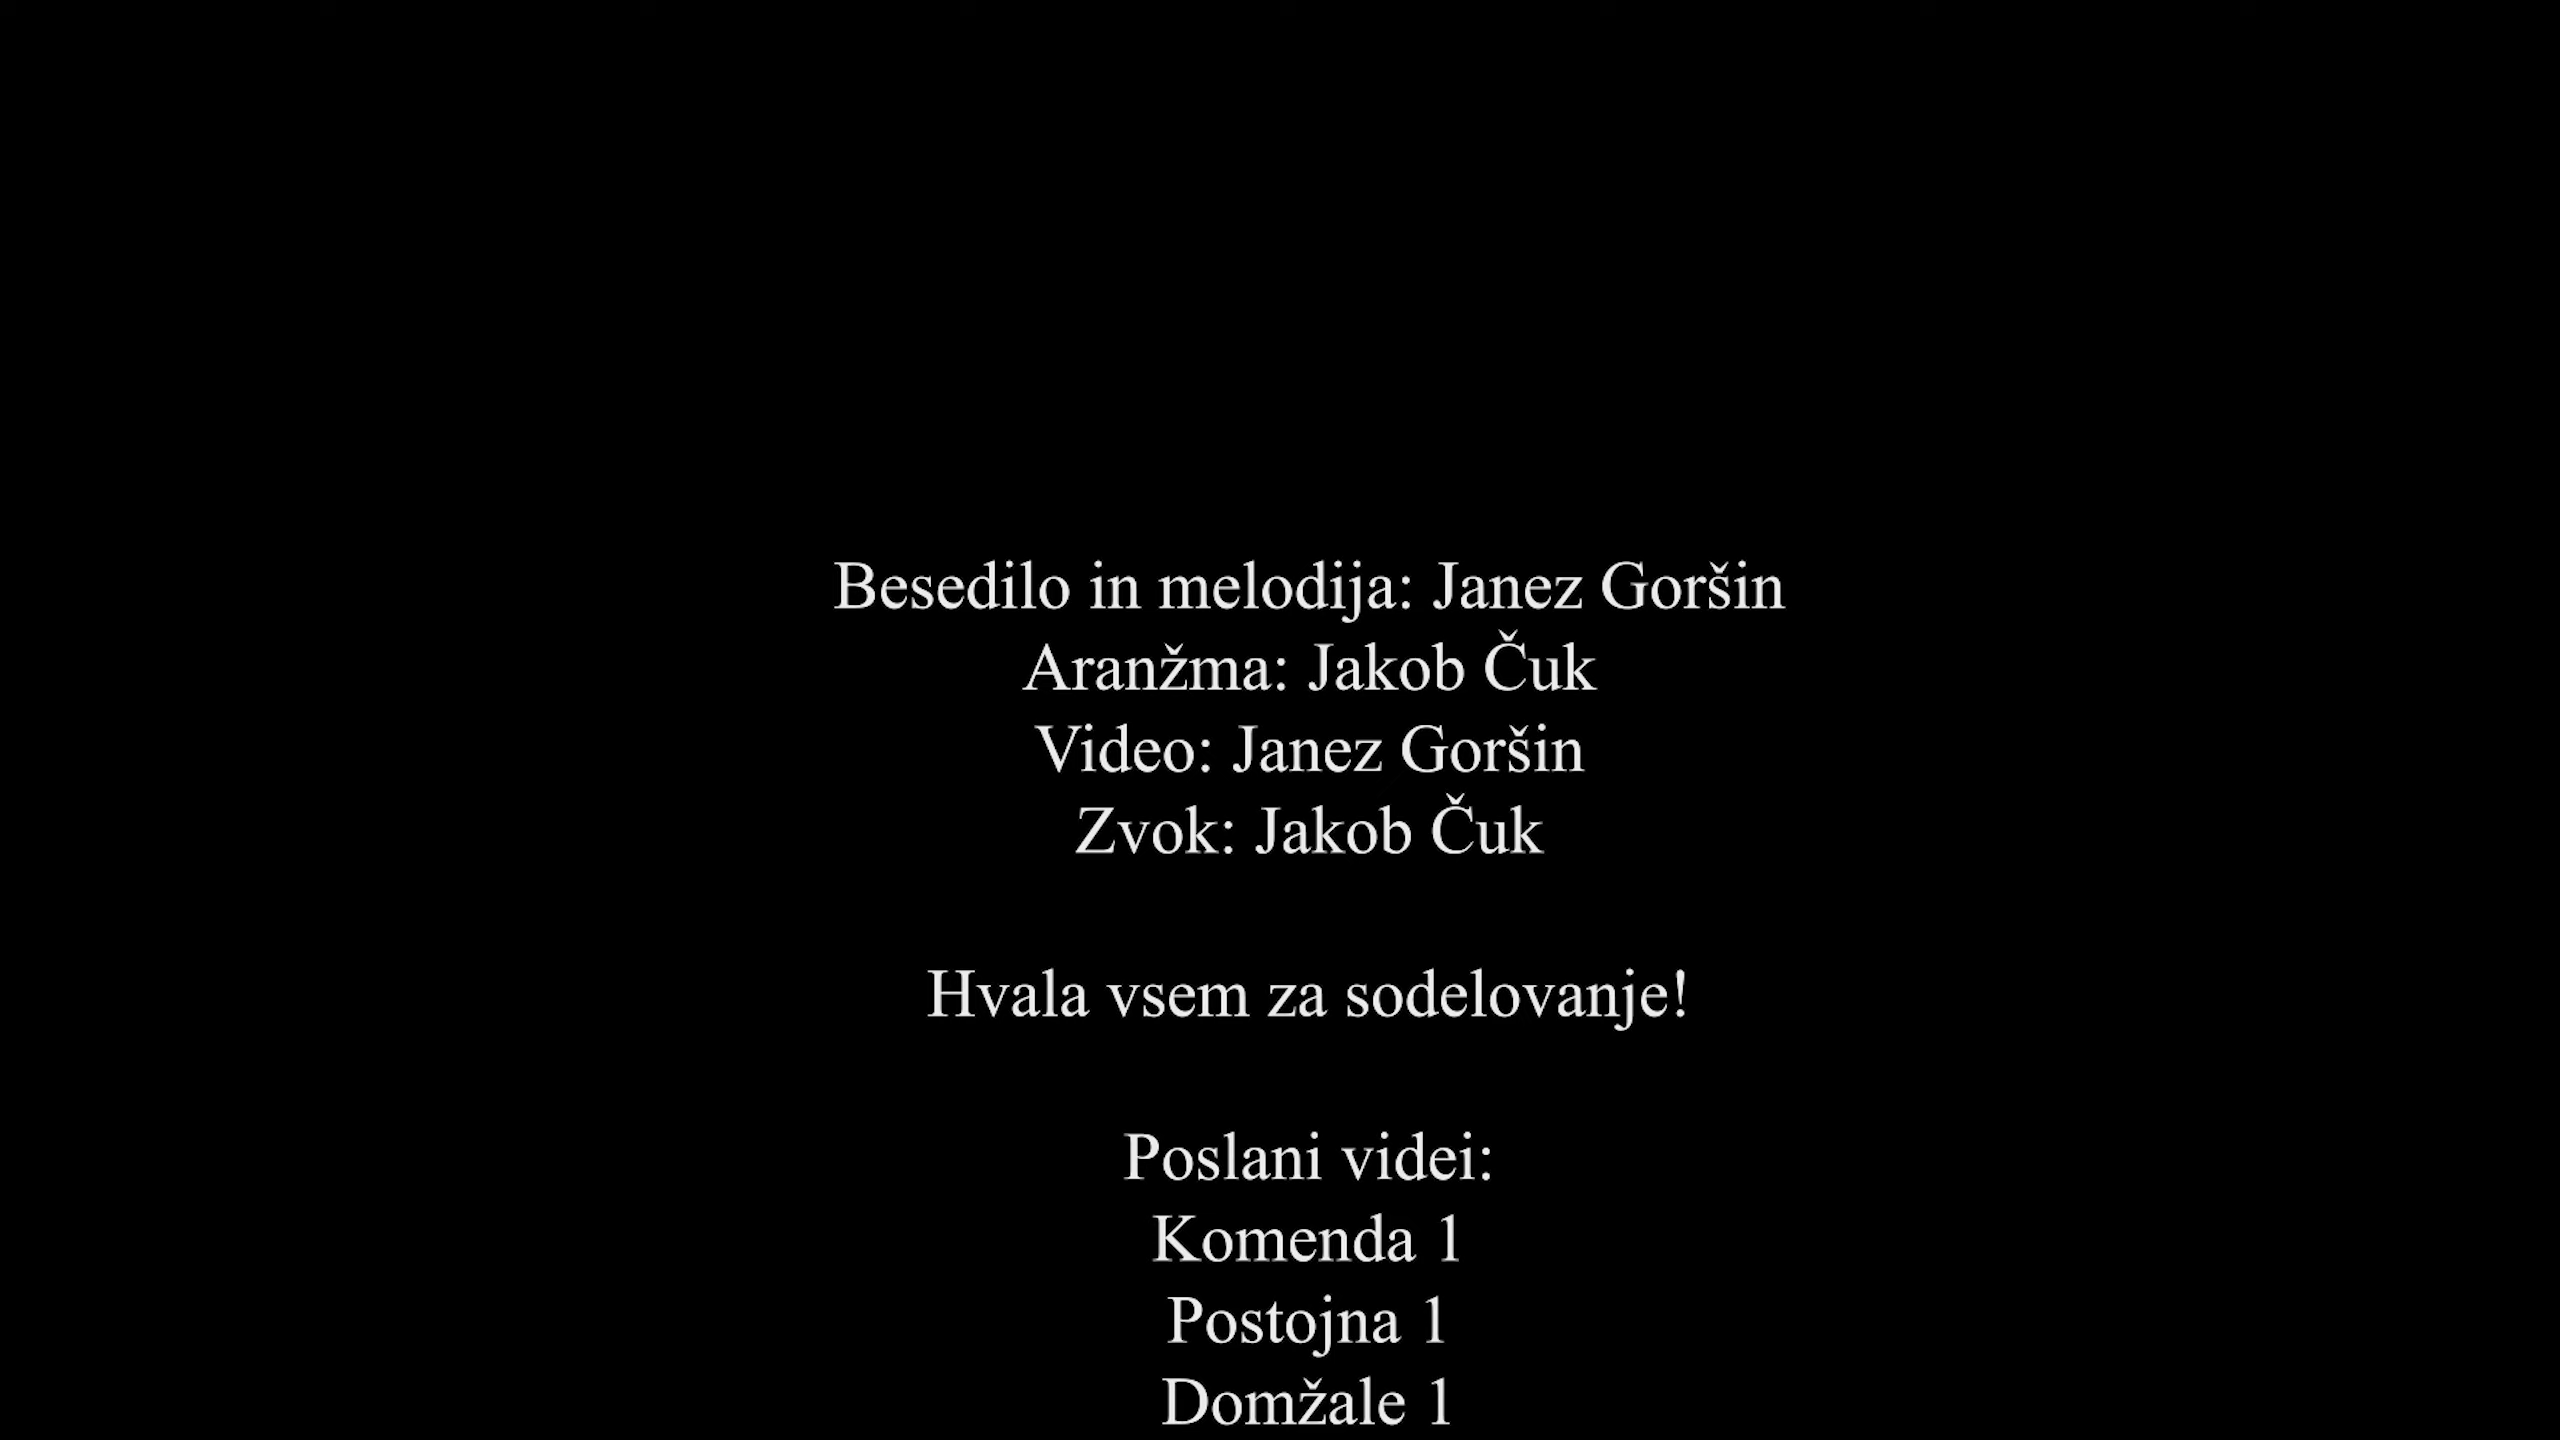 Besedilo in melodija: Janez Goršin
Aranžma: Jakob Čuk
Video: Janez Goršin
Zvok: Jakob Čuk
Hvala vsem za sodelovanje!
Poslani videi:
Komenda 1
Postojna 1
Domžale 1